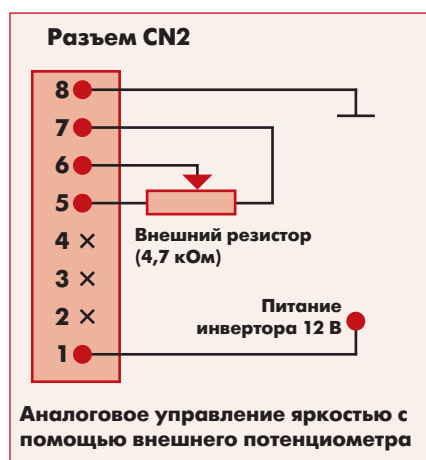 Разъем CN2
8
7
6
5
4 ×
3 ×
2 ×
1
Внешний резистор
(4,7 кОм)
Питание
инвертора 12 В
Аналоговое управление яркостью с
помощью внешнего потенциометра